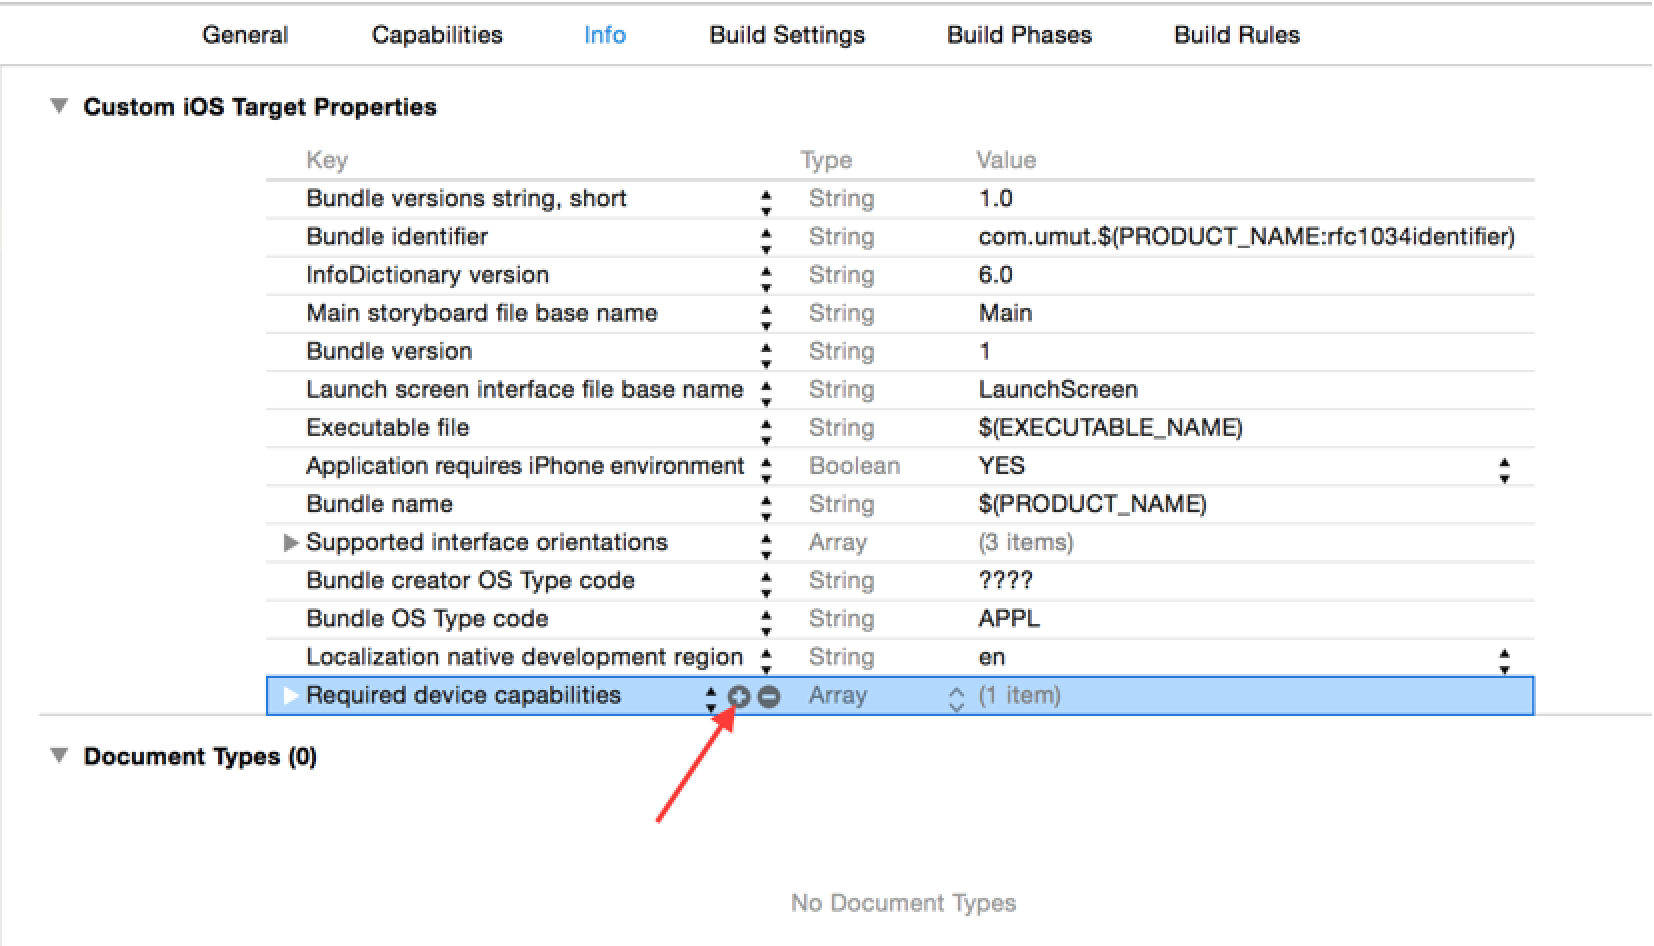 General Capabilities Info Build Settings Build Phases Build Rules
Custom iOS Target Properties
Key Type Value
Bundle versions string, short String 1.0
Bundle identifier String com.umut.$(PRODUCT_NAME:rfc1034identifier)
InfoDictionary version String 6.0
Main storyboard file base name String Main
Bundle version String 1
Launch screen interface file base name String LaunchScreen
Executable file String $(EXECUTABLE_NAME)
Application requires iPhone environment Boolean YES
Bundle name String $(PRODUCT_NAME)
Supported interface orientations Array (3 items)
Bundle creator OS Type code String ????
Bundle OS Type code String APPL
Localization native development region String en
Required device capabilities Array (1 item)
Document Types (0)
No Document Types